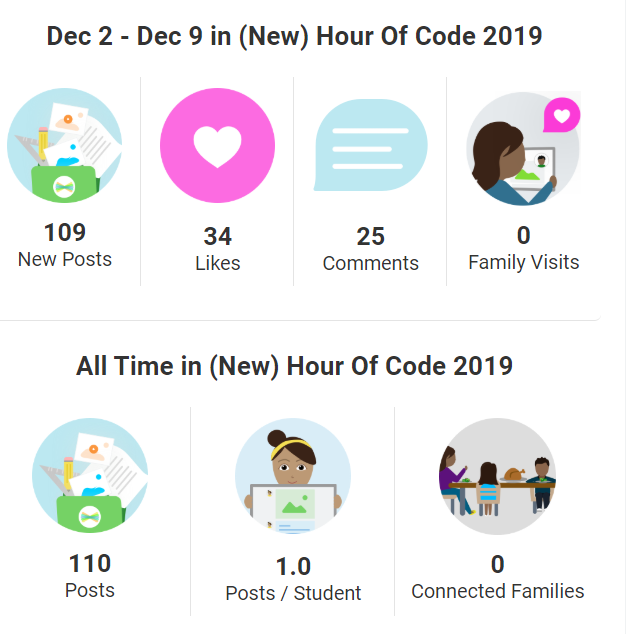 Dec 2 - Dec 9 in (New) Hour Of Code 2019
109
New Posts
34
Likes
25
Comments
0
Family Visits
All Time in (New) Hour Of Code 2019
110
Posts
1.0
Posts / Student
0
Connected Families